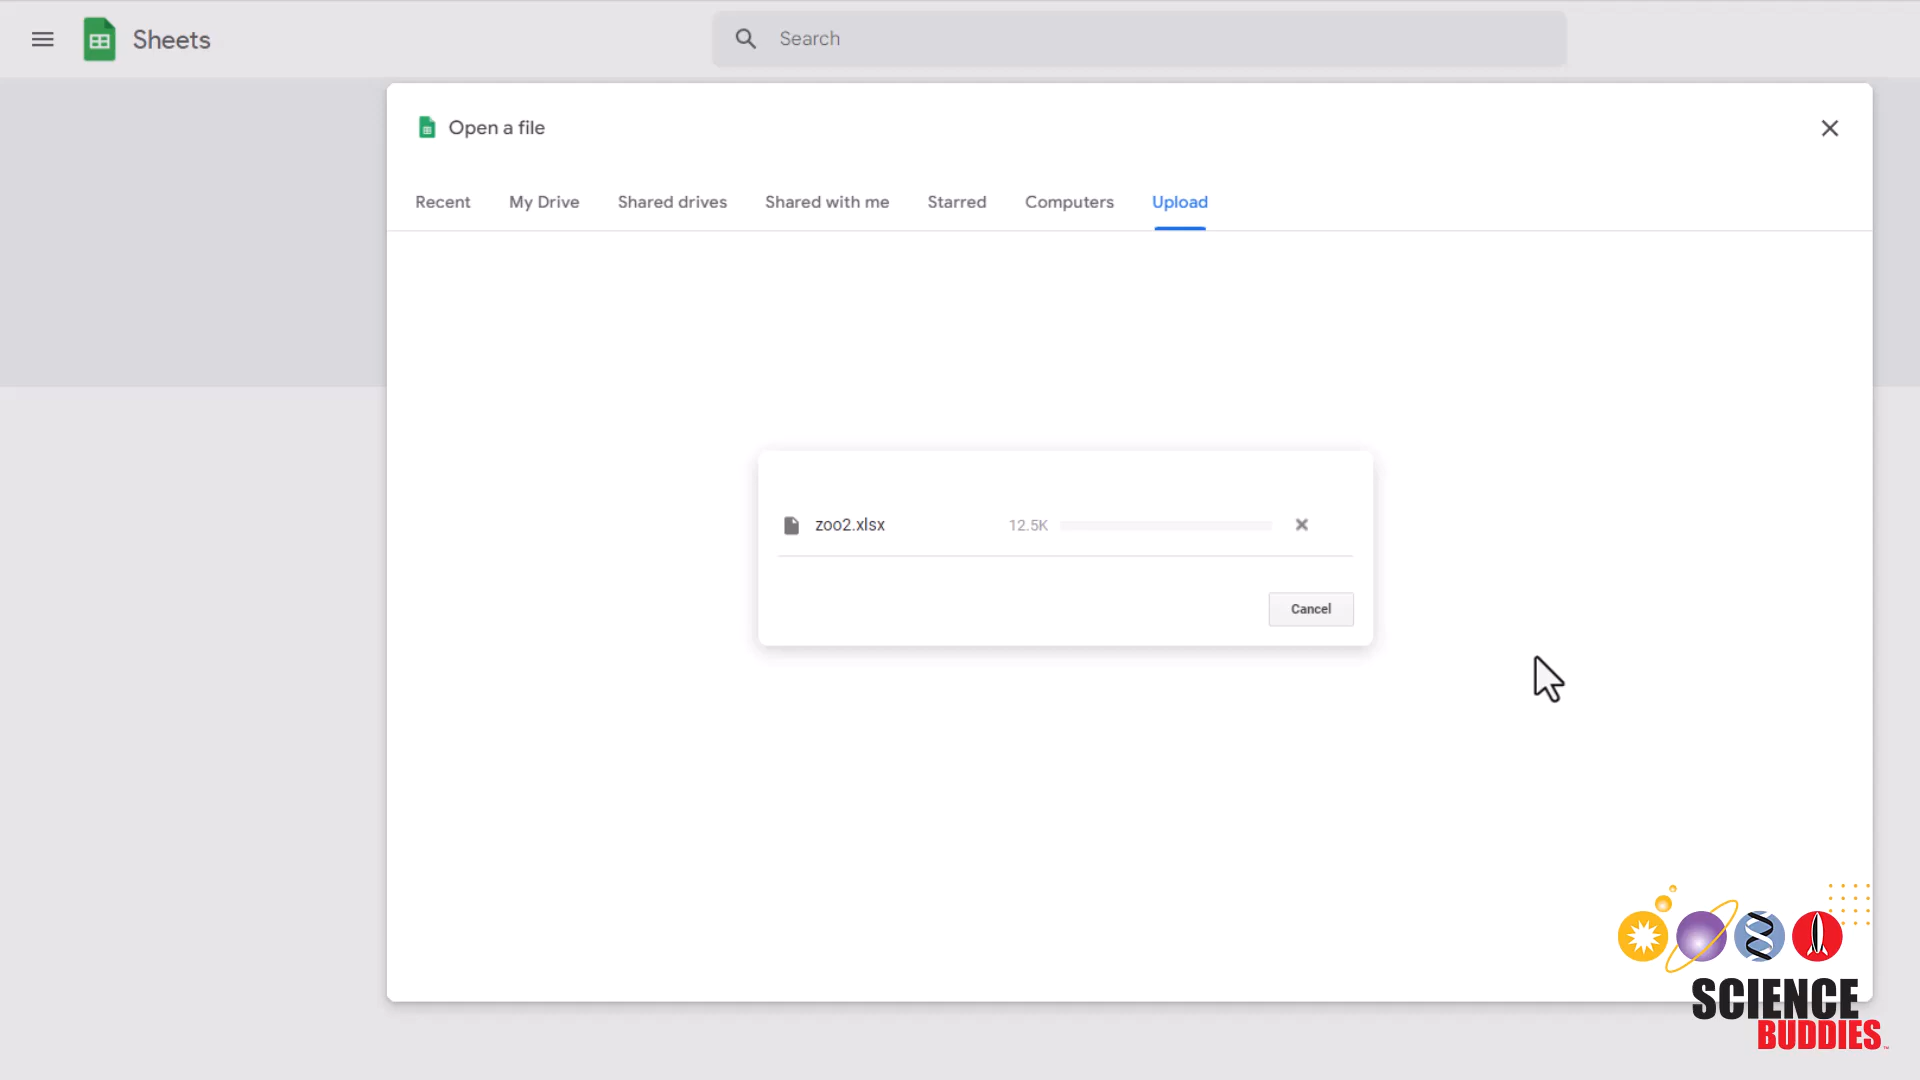 Sheets
Search
Open a file
Recent My Drive Shared drives Shared with me Starred Computers Upload
zoo2.xlsx 12.5K
Cancel
SCIENCE
BUDDIES